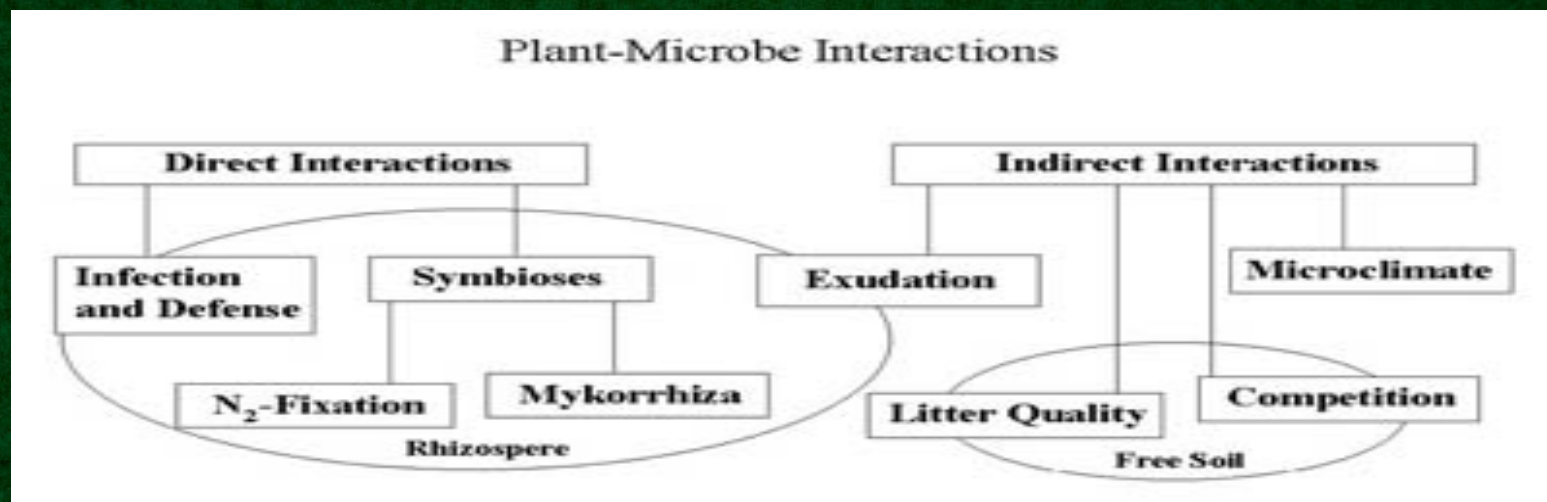 Plant-Microbe Interactions
Direct Interactions
Indirect Interactions
Infection
and Defense
Symbioses
Exudation
Microclimate
N₂-Fixation
Mykorrhiza
Litter Quality
Competition
Rhizospere
Free Soil